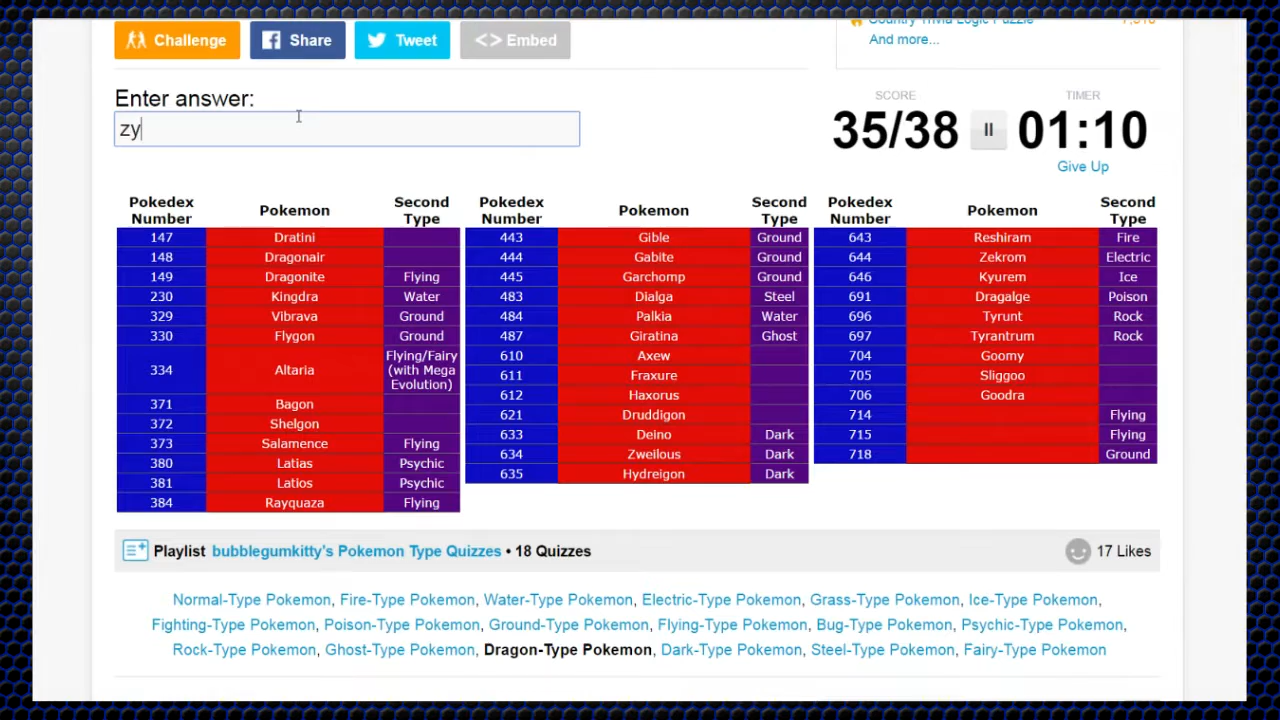 Country Trivia Logic Puzzle
And more...
Challenge Share Tweet <> Embed
Enter answer:
zy
SCORE
35/38
TIMER
01:10
Give Up
Pokedex Number Pokemon Second Type
147 Dratini
148 Dragonair
149 Dragonite Flying
230 Kingdra Water
329 Vibrava Ground
330 Flygon Ground
334 Altaria Flying/Fairy (with Mega Evolution)
371 Bagon
372 Shelgon
373 Salamence Flying
380 Latias Psychic
381 Latios Psychic
384 Rayquaza Flying
Pokedex Number Pokemon Second Type
443 Gible Ground
444 Gabite Ground
445 Garchomp Ground
483 Dialga Steel
484 Palkia Water
487 Giratina Ghost
610 Axew
611 Fraxure
612 Haxorus
621 Druddigon
633 Deino Dark
634 Zweilous Dark
635 Hydreigon Dark
Pokedex Number Pokemon Second Type
643 Reshiram Fire
644 Zekrom Electric
646 Kyurem Ice
691 Dragalge Poison
696 Tyrunt Rock
697 Tyrantrum Rock
704 Goomy
705 Sliggoo
706 Goodra
714 Flying
715 Flying
718 Ground
Playlist bubblegumkitty's Pokemon Type Quizzes • 18 Quizzes
17 Likes
Normal-Type Pokemon, Fire-Type Pokemon, Water-Type Pokemon, Electric-Type Pokemon, Grass-Type Pokemon, Ice-Type Pokemon,
Fighting-Type Pokemon, Poison-Type Pokemon, Ground-Type Pokemon, Flying-Type Pokemon, Bug-Type Pokemon, Psychic-Type Pokemon,
Rock-Type Pokemon, Ghost-Type Pokemon, Dragon-Type Pokemon, Dark-Type Pokemon, Steel-Type Pokemon, Fairy-Type Pokemon